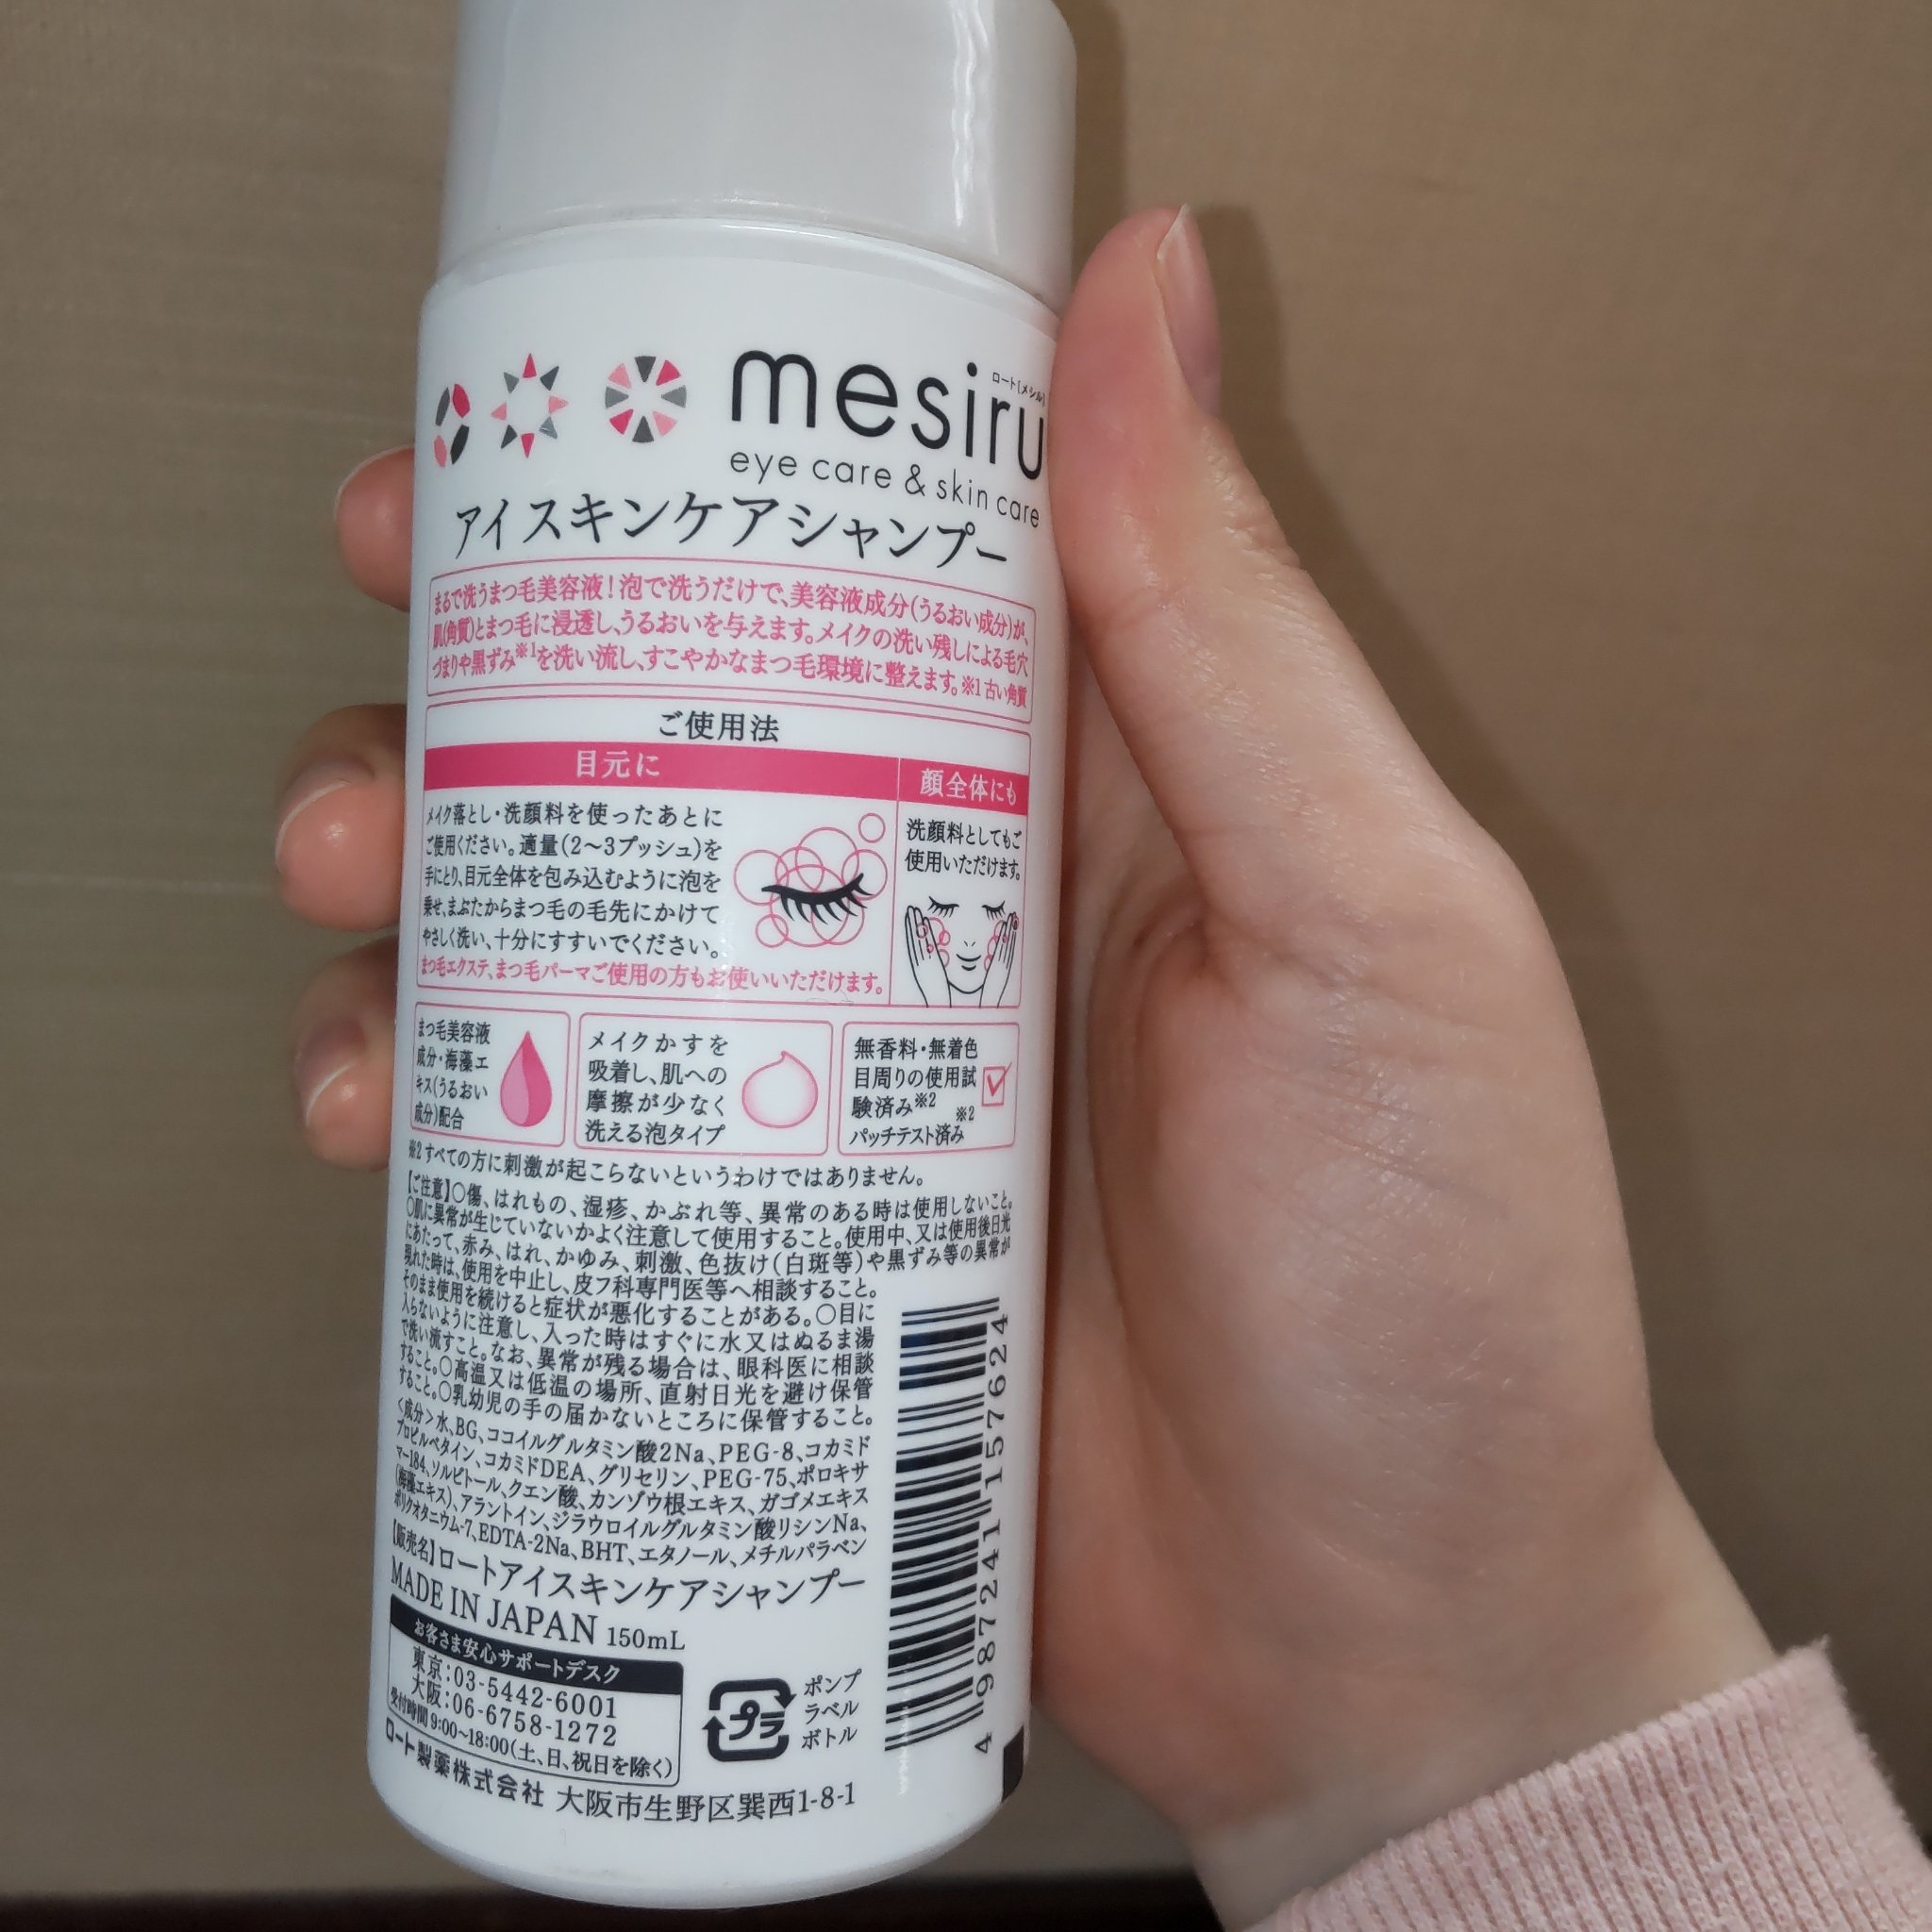 mesiru
ロート[メシル]
eye care & skin care
アイスキンケアシャンプー
まるで洗うまつ毛美容液！泡で洗うだけで、美容液成分(うるおい成分)が、
肌(角質)とまつ毛に浸透し、うるおいを与えます。メイクの洗い残しによる毛穴
づまりや黒ずみ※1を洗い流し、すこやかなまつ毛環境に整えます。※1 古い角質
ご使用法
目元に
メイク落とし・洗顔料を使ったあとに
ご使用ください。適量(2～3プッシュ)を
手にとり、目元全体を包み込むように泡を
乗せ、まぶたからまつ毛の毛先にかけて
やさしく洗い、十分にすすいでください。
まつ毛エクステ、まつ毛パーマご使用の方もお使いいただけます。
顔全体にも
洗顔料としてもご
使用いただけます。
まつ毛美容液
成分・海藻エ
キス(うるおい
成分)配合
メイクかすを
吸着し、肌への
摩擦が少なく
洗える泡タイプ
無香料・無着色
目周りの使用試
験済み※2
パッチテスト済み※2
※2 すべての方に刺激が起こらないというわけではありません。
【ご注意】○傷、はれもの、湿疹、かぶれ等、異常のある時は使用しないこと。
○肌に異常が生じていないかよく注意して使用すること。使用中、又は使用後日光
にあたって、赤み、はれ、かゆみ、刺激、色抜け(白斑等)や黒ずみ等の異常が
現れた時は、使用を中止し、皮フ科専門医等へ相談すること。
そのまま使用を続けると症状が悪化することがある。○目に
入らないように注意し、入った時はすぐに水又はぬるま湯
で洗い流すこと。なお、異常が残る場合は、眼科医に相談
すること。○高温又は低温の場所、直射日光を避け保管
すること。○乳幼児の手の届かないところに保管すること。
<成分>水、BG、ココイルグルタミン酸2Na、PEG-8、コカミド
プロピルベタイン、コカミドDEA、グリセリン、PEG-75、ポロキサ
マー184、ソルビトール、クエン酸、カンゾウ根エキス、ガゴメエキス
(海藻エキス)、アラントイン、ジラウロイルグルタミン酸リシンNa、
ポリクオタニウム-7、EDTA-2Na、BHT、エタノール、メチルパラベン
【販売名】ロートアイスキンケアシャンプー
MADE IN JAPAN 150mL
お客さま安心サポートデスク
東京：03-5442-6001
大阪：06-6758-1272
受付時間 9:00～18:00(土、日、祝日を除く)
ロート製薬株式会社 大阪市生野区巽西1-8-1
プラ
ポンプ
ラベル
ボトル
4 987241 157624